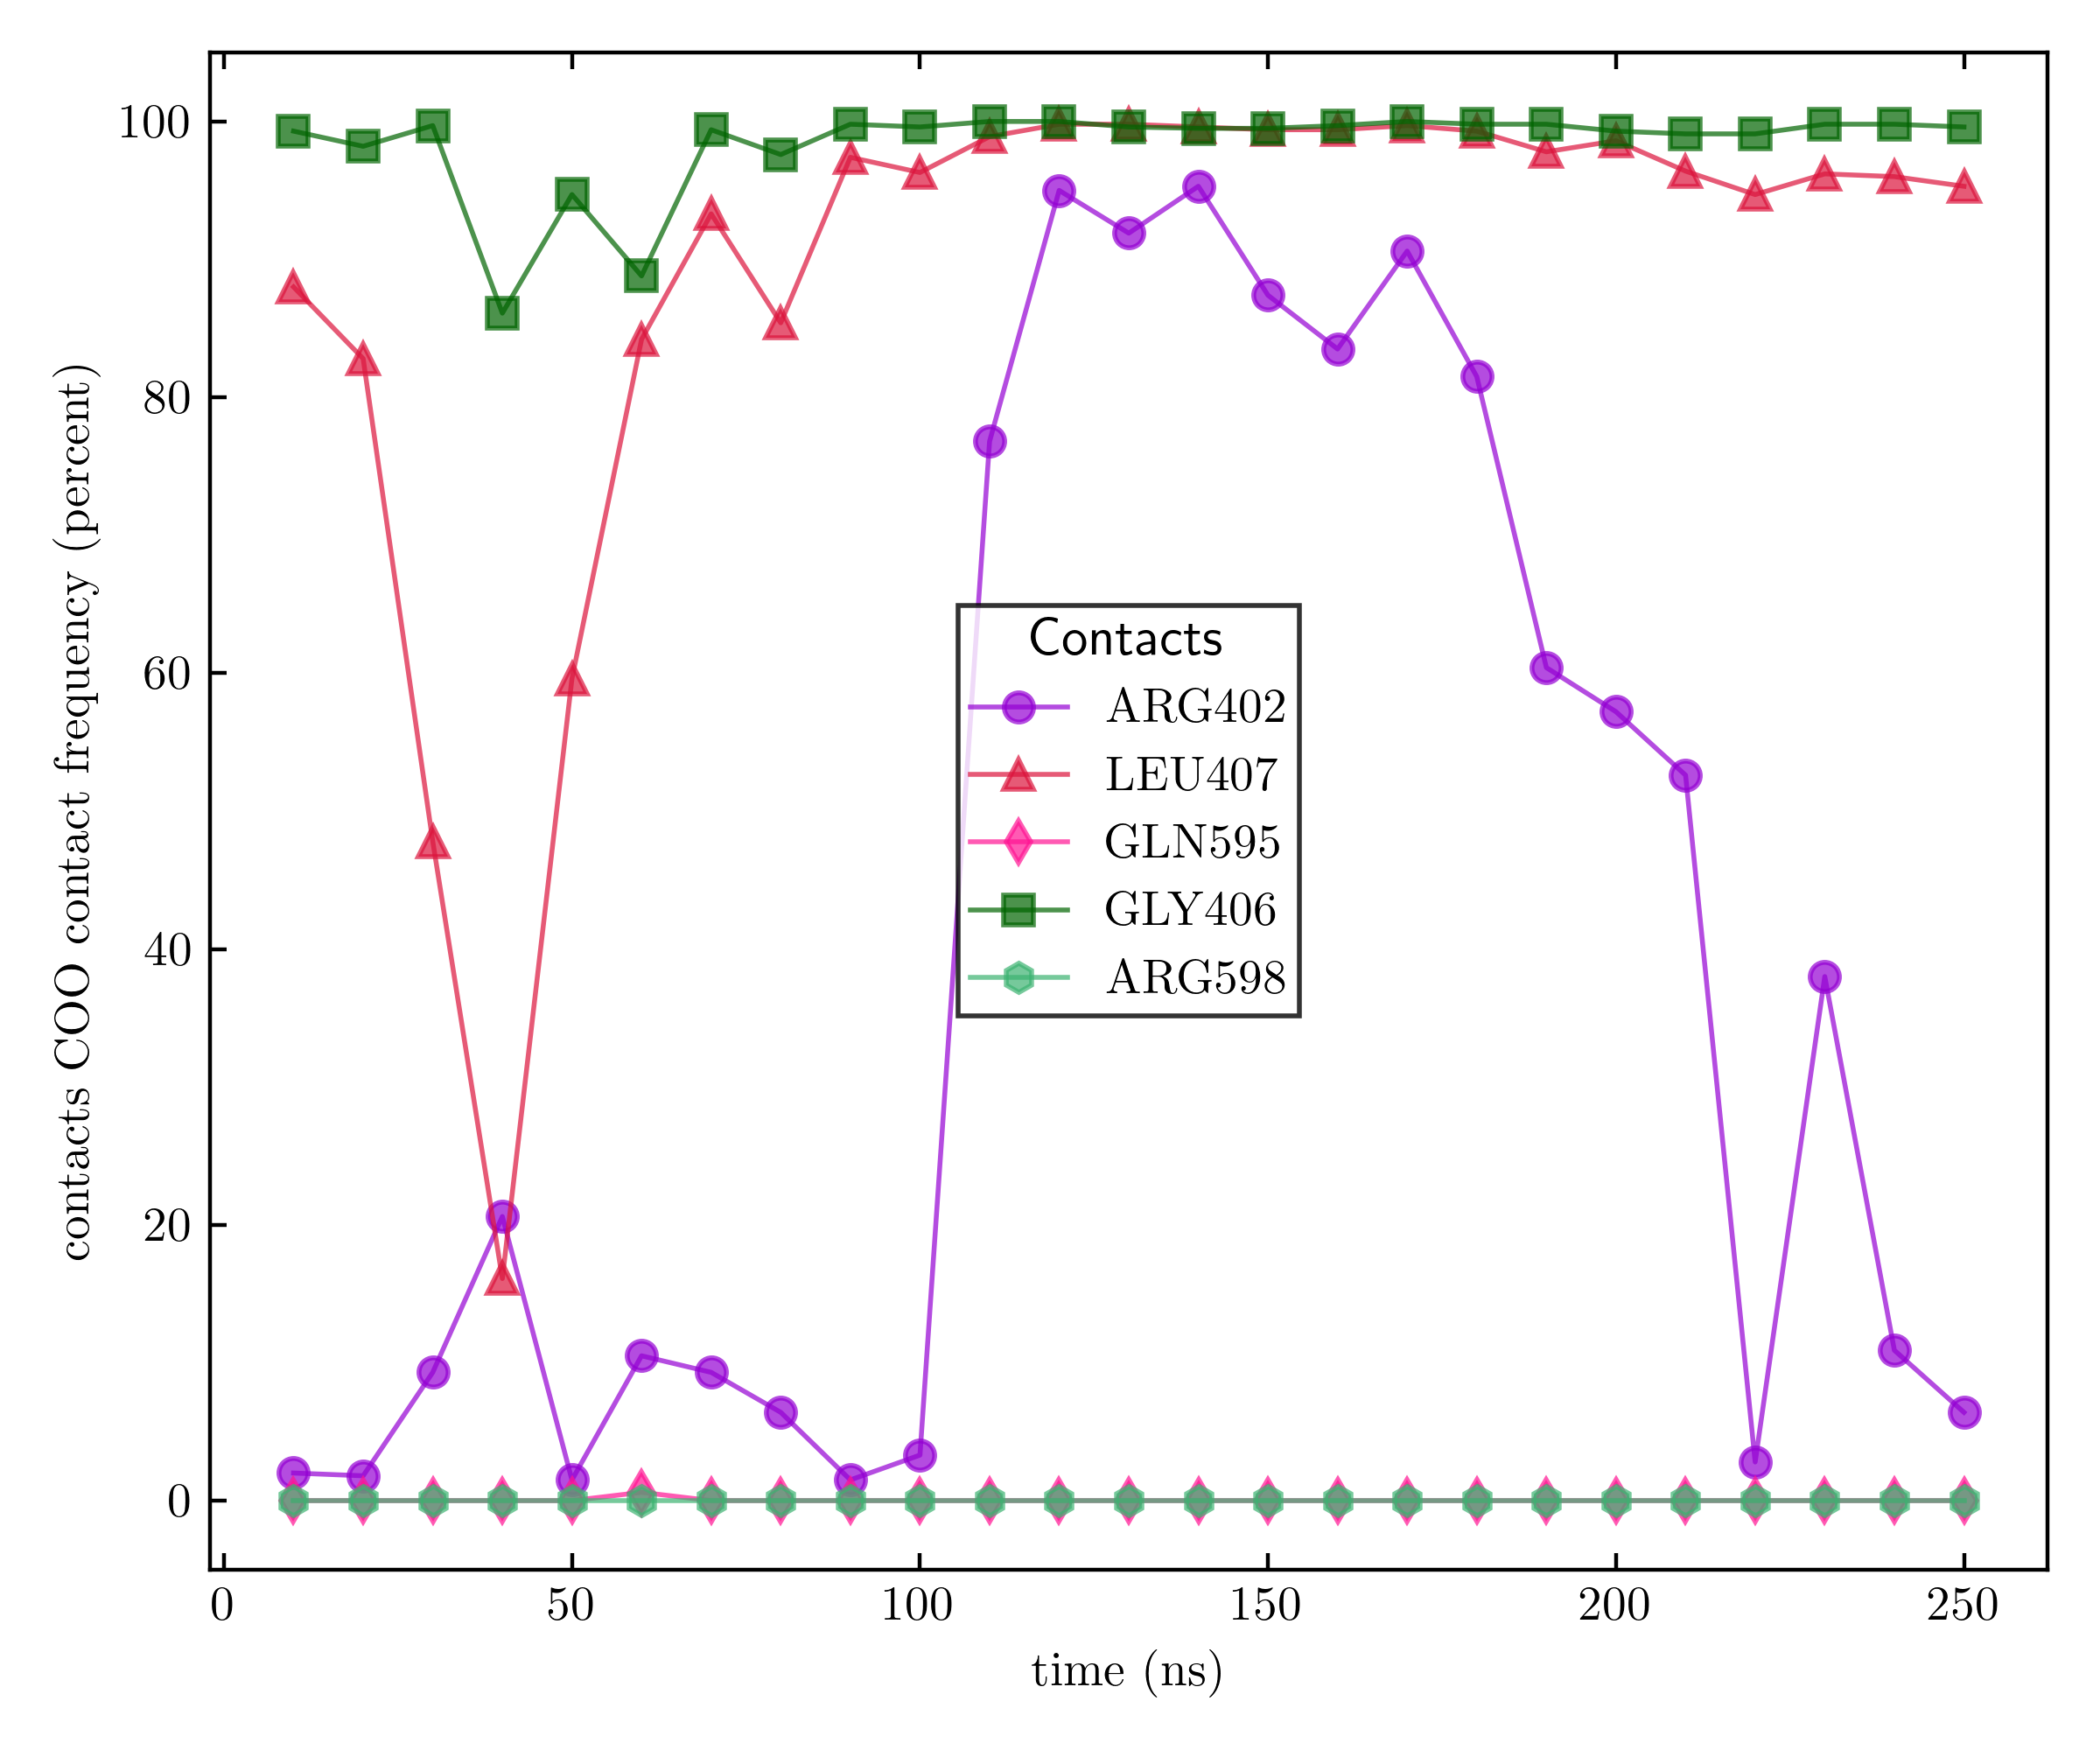 contacts COO contact frequency (percent)
100
80
60
40
20
0
Contacts
ARG402
LEU407
GLN595
GLY406
ARG598
0 50 100 150 200 250
time (ns)